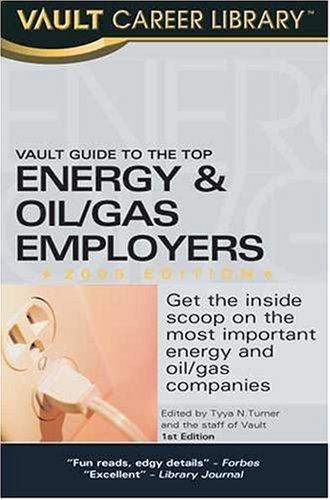 VAULT CAREER LIBRARY™
VAULT GUIDE TO THE TOP
ENERGY &
OIL/GAS
EMPLOYERS
2005 EDITION
Get the inside
scoop on the
most important
energy and
oil/gas
companies
Edited by Tyya N. Turner
and the staff of Vault
1st Edition
"Fun reads, edgy details" – Forbes
"Excellent" – Library Journal